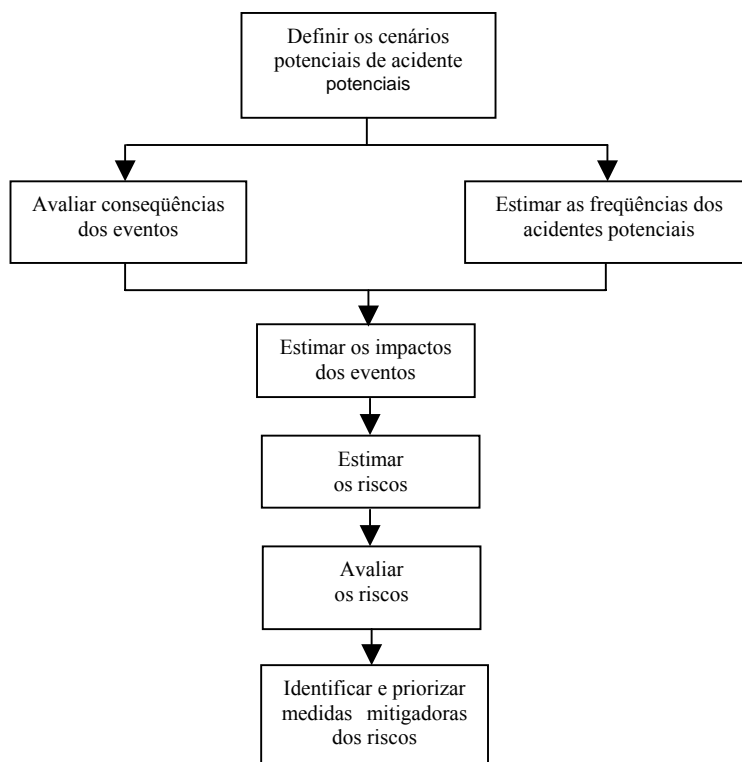 Definir os cenários
potenciais de acidente
potenciais
Avaliar conseqüências
dos eventos
Estimar as freqüências dos
acidentes potenciais
Estimar os impactos
dos eventos
Estimar
os riscos
Avaliar
os riscos
Identificar e priorizar
medidas mitigadoras
dos riscos